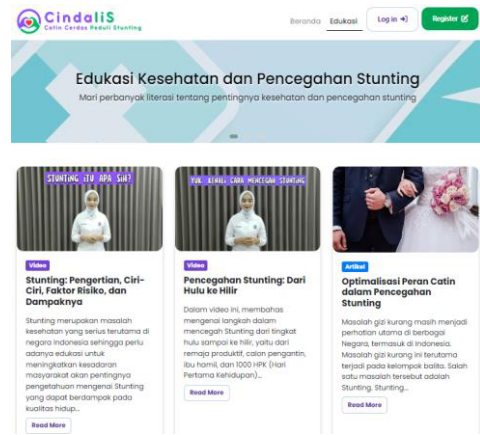 CindaliS
Catin Cerdas Peduli Stunting
Beranda
Edukasi
Log in
Register
Edukasi Kesehatan dan Pencegahan Stunting
Mari perbanyak literasi tentang pentingnya kesehatan dan pencegahan stunting
STUNTING ITU APA SIH?
Video
Stunting: Pengertian, Ciri-
Ciri, Faktor Risiko, dan
Dampaknya
Stunting merupakan masalah
kesehatan yang serius terutama di
negara Indonesia sehingga perlu
adanya edukasi untuk
meningkatkan kesadaran
masyarakat akan pentingnya
pengetahuan mengenai Stunting
yang dapat berdampak pada
kualitas hidup...
Read More
YUK, KENALI CARA MENCEGAH STUNTING
Video
Pencegahan Stunting: Dari
Hulu ke Hilir
Dalam video ini, membahas
mengenai langkah dalam
mencegah Stunting dari tingkat
hulu sampai ke hilir, yaitu dari
remaja produktif, calon pengantin,
ibu hamil, dan 1000 HPK (Hari
Pertama Kehidupan)...
Read More
Artikel
Optimalisasi Peran Catin
dalam Pencegahan
Stunting
Masalah gizi kurang masih menjadi
perhatian utama di berbagai
Negara, termasuk di Indonesia.
Masalah gizi kurang ini terutama
terjadi pada kelompok balita. Salah
satu masalah tersebut adalah
Stunting. Stunting...
Read More